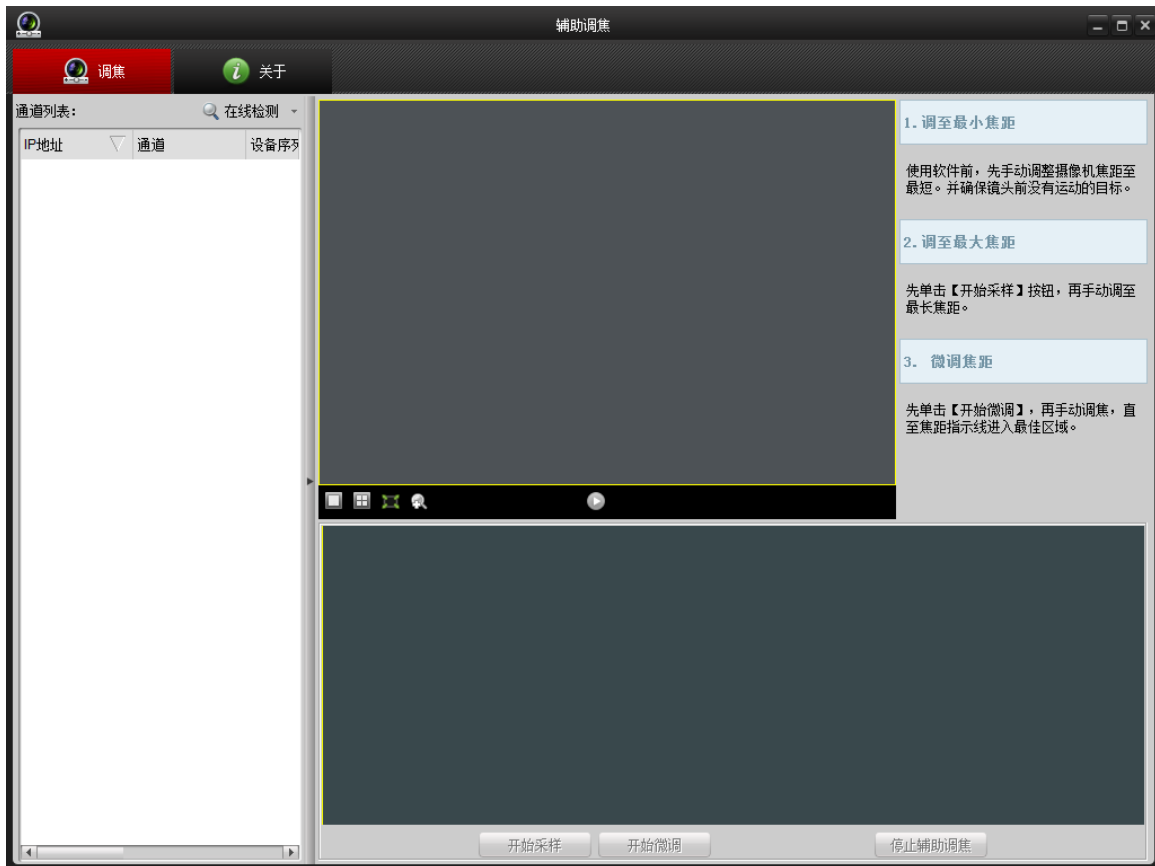 辅助调焦
调焦
关于
通道列表:
在线检测
IP地址
通道
设备序列
1.调至最小焦距
使用软件前，先手动调整摄像机焦距至
最短。并确保镜头前没有运动的目标。
2.调至最大焦距
先单击【开始采样】按钮，再手动调至
最长焦距。
3. 微调焦距
先单击【开始微调】，再手动调焦，直
至焦距指示线进入最佳区域。
开始采样
开始微调
停止辅助调焦